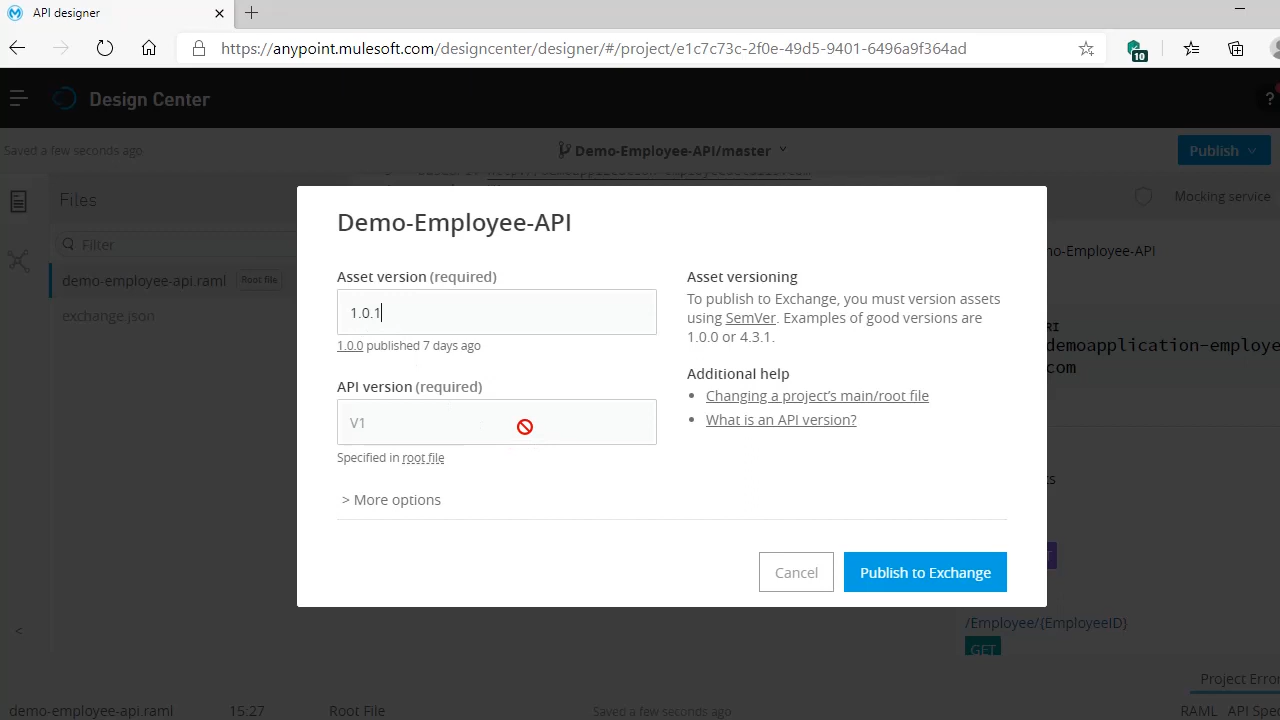 API designer
https://anypoint.mulesoft.com/designcenter/designer/#/project/e1c7c73c-2f0e-49d5-9401-6496a9f364ad
10
Design Center
?
Saved a few seconds ago
Demo-Employee-API/master
Publish
Files
Mocking service
Filter
demo-employee-api.raml
Root file
exchange.json
Demo-Employee-API
Asset version (required)
1.0.1
1.0.0 published 7 days ago
API version (required)
V1
Specified in root file
> More options
Asset versioning
To publish to Exchange, you must version assets
using SemVer. Examples of good versions are
1.0.0 or 4.3.1.
Additional help
• Changing a project's main/root file
• What is an API version?
Cancel
Publish to Exchange
no-Employee-API
RI
demoapplication-employe
com
/Employee/{EmployeeID}
GET
<
Project Error
demo-employee-api.raml
15:27
Root File
Saved a few seconds ago
RAML
API Spec